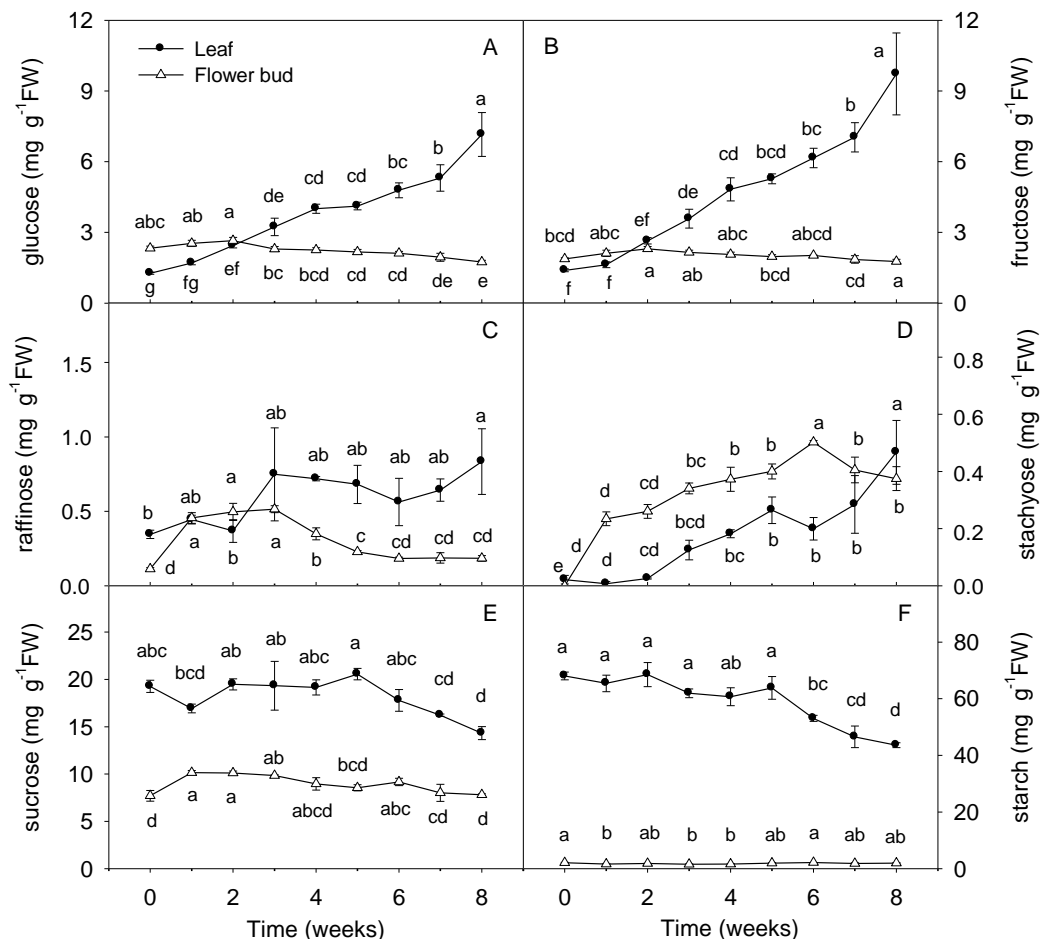 12
9
6
3
0
glucose (mg g-1FW)
Leaf
Flower bud
A
abc ab a de cd cd bc b a
g fg ef bc bcd cd cd de e
B
bcd abc ef de cd bcd bc b a
f f a ab abc bcd abcd cd a
12
9
6
3
0
fructose (mg g-1FW)
1.5
1.0
0.5
0.0
raffinose (mg g-1FW)
C
b ab a ab ab ab ab ab a
d a b a b c cd cd cd
D
e d cd bc b b a b a
d d cd bcd bc b b b b
0.8
0.6
0.4
0.2
0.0
stachyose (mg g-1FW)
25
20
15
10
5
0
sucrose (mg g-1FW)
E
abc bcd ab ab abc a abc cd d
d a a ab abcd bcd abc cd d
F
a a a a ab a bc cd d
a b ab b b ab a ab ab
80
60
40
20
0
starch (mg g-1FW)
0 2 4 6 8
Time (weeks)
0 2 4 6 8
Time (weeks)